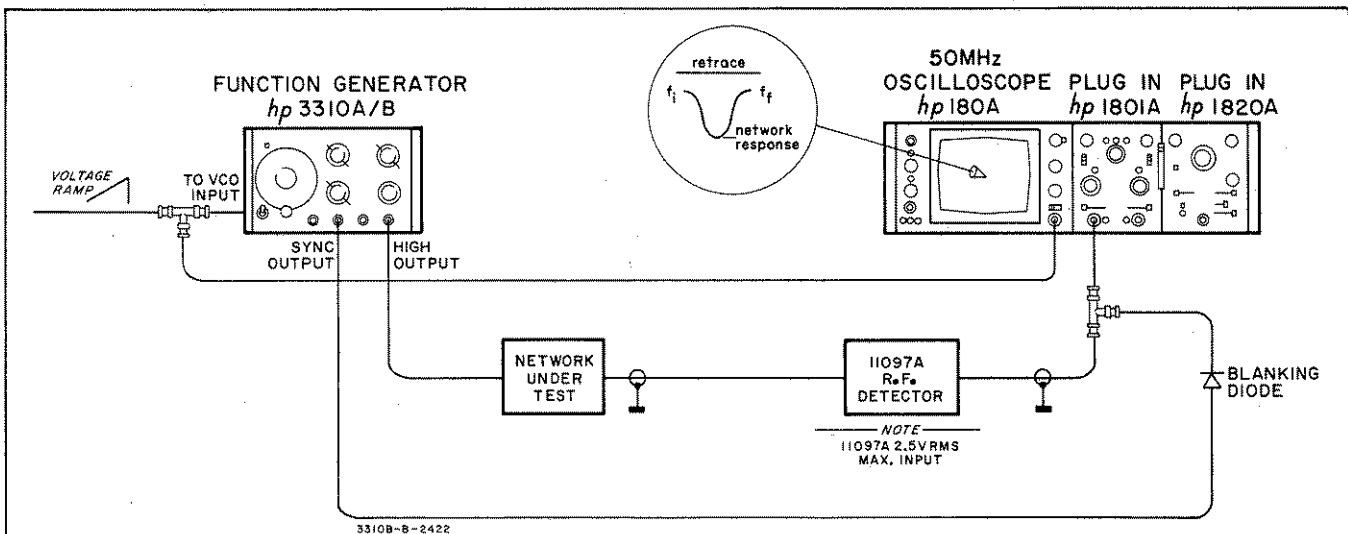 FUNCTION GENERATOR
hp 3310A/B
VOLTAGE
RAMP
TO VCO
INPUT
SYNC
OUTPUT
HIGH
OUTPUT
retrace
fi
ff
network
response
50MHz
OSCILLOSCOPE
hp 180A
PLUG IN
hp 1801A
PLUG IN
hp 1820A
NETWORK
UNDER
TEST
11097A
R.F.
DETECTOR
NOTE
11097A 2.5V RMS
MAX. INPUT
BLANKING
DIODE
3310B-B-2422